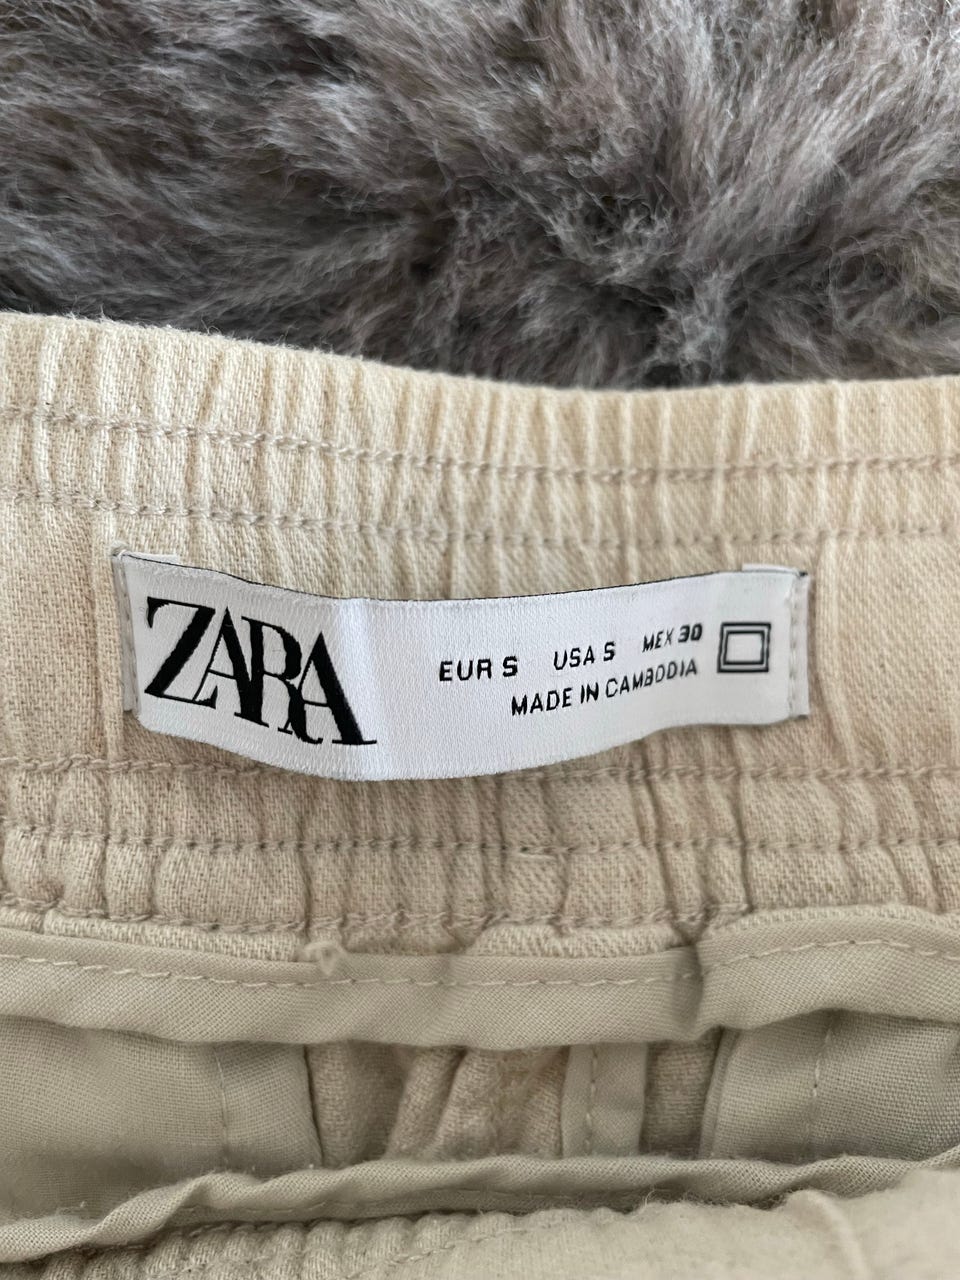 ZARA
EUR S USA S MEX 30
MADE IN CAMBODIA